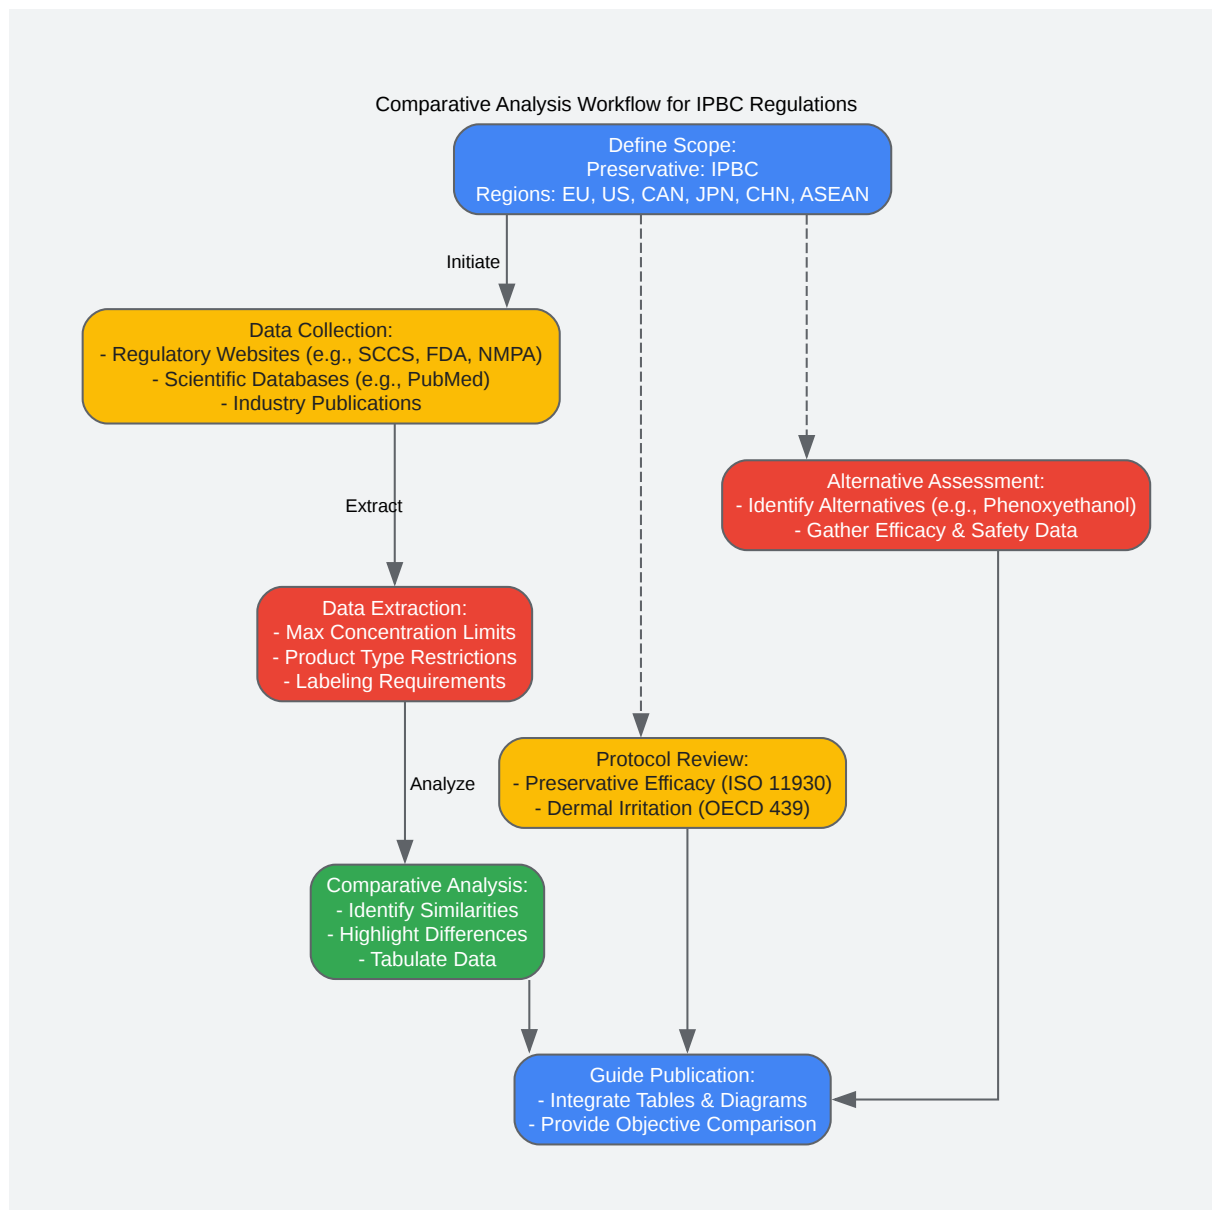 Comparative Analysis Workflow for IPBC Regulations
Define Scope:
Preservative: IPBC
Regions: EU, US, CAN, JPN, CHN, ASEAN
Initiate
Data Collection:
- Regulatory Websites (e.g., SCCS, FDA, NMPA)
- Scientific Databases (e.g., PubMed)
- Industry Publications
Extract
Alternative Assessment:
- Identify Alternatives (e.g., Phenoxyethanol)
- Gather Efficacy & Safety Data
Data Extraction:
- Max Concentration Limits
- Product Type Restrictions
- Labeling Requirements
Analyze
Protocol Review:
- Preservative Efficacy (ISO 11930)
- Dermal Irritation (OECD 439)
Comparative Analysis:
- Identify Similarities
- Highlight Differences
- Tabulate Data
Guide Publication:
- Integrate Tables & Diagrams
- Provide Objective Comparison